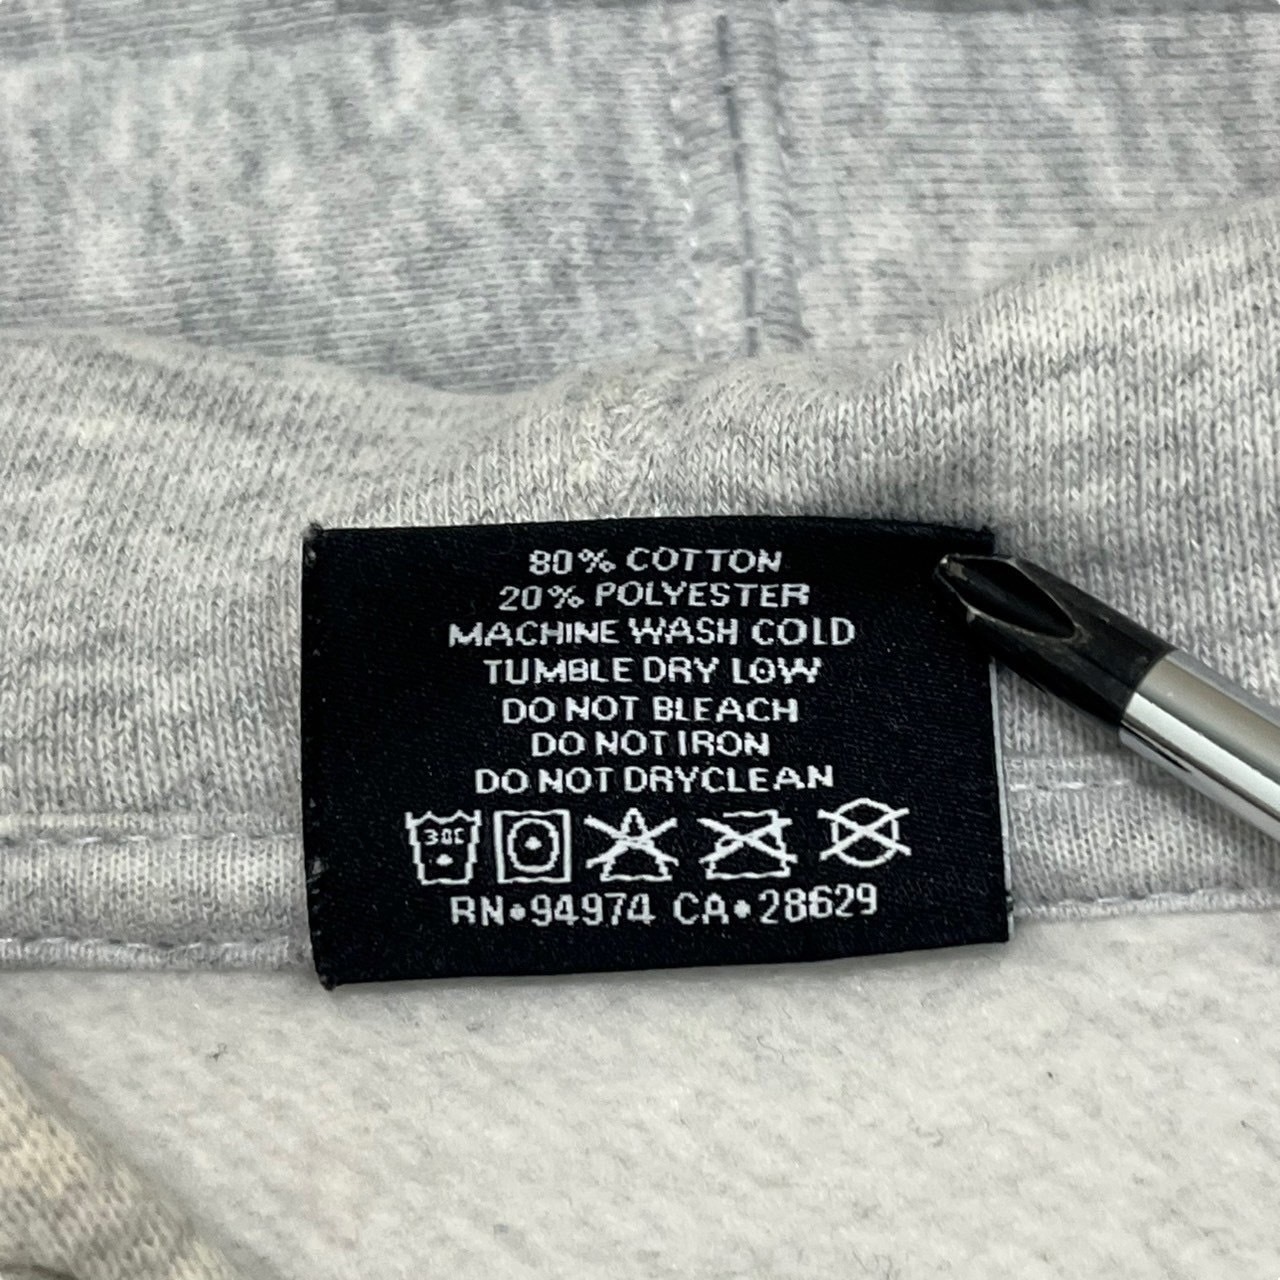 80% COTTON
20% POLYESTER
MACHINE WASH COLD
TUMBLE DRY LOW
DO NOT BLEACH
DO NOT IRON
DO NOT DRYCLEAN
30C
RN•94974 CA•28629